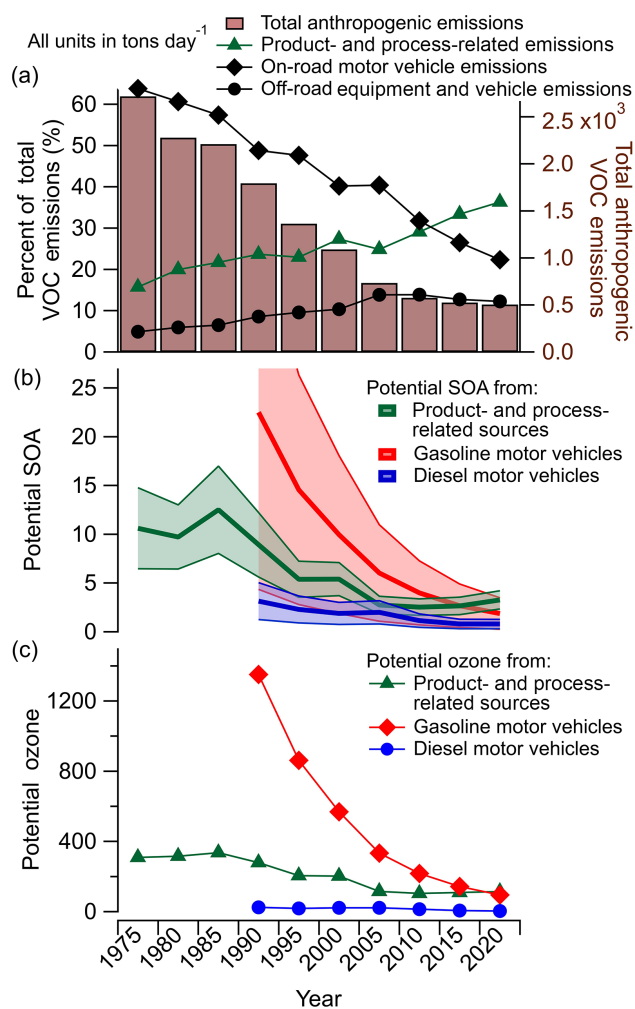 All units in tons day-1
Total anthropogenic emissions
Product- and process-related emissions
On-road motor vehicle emissions
Off-road equipment and vehicle emissions
(a)
Percent of total
VOC emissions (%)
60
50
40
30
20
10
0
2.5 x10³
2.0
1.5
1.0
0.5
0.0
Total anthropogenic
VOC emissions
(b)
Potential SOA
25
20
15
10
5
0
Potential SOA from:
Product- and process-
related sources
Gasoline motor vehicles
Diesel motor vehicles
(c)
Potential ozone
1200
800
400
0
Potential ozone from:
Product- and process-
related sources
Gasoline motor vehicles
Diesel motor vehicles
1975
1980
1985
1990
1995
2000
2005
2010
2015
2020
Year